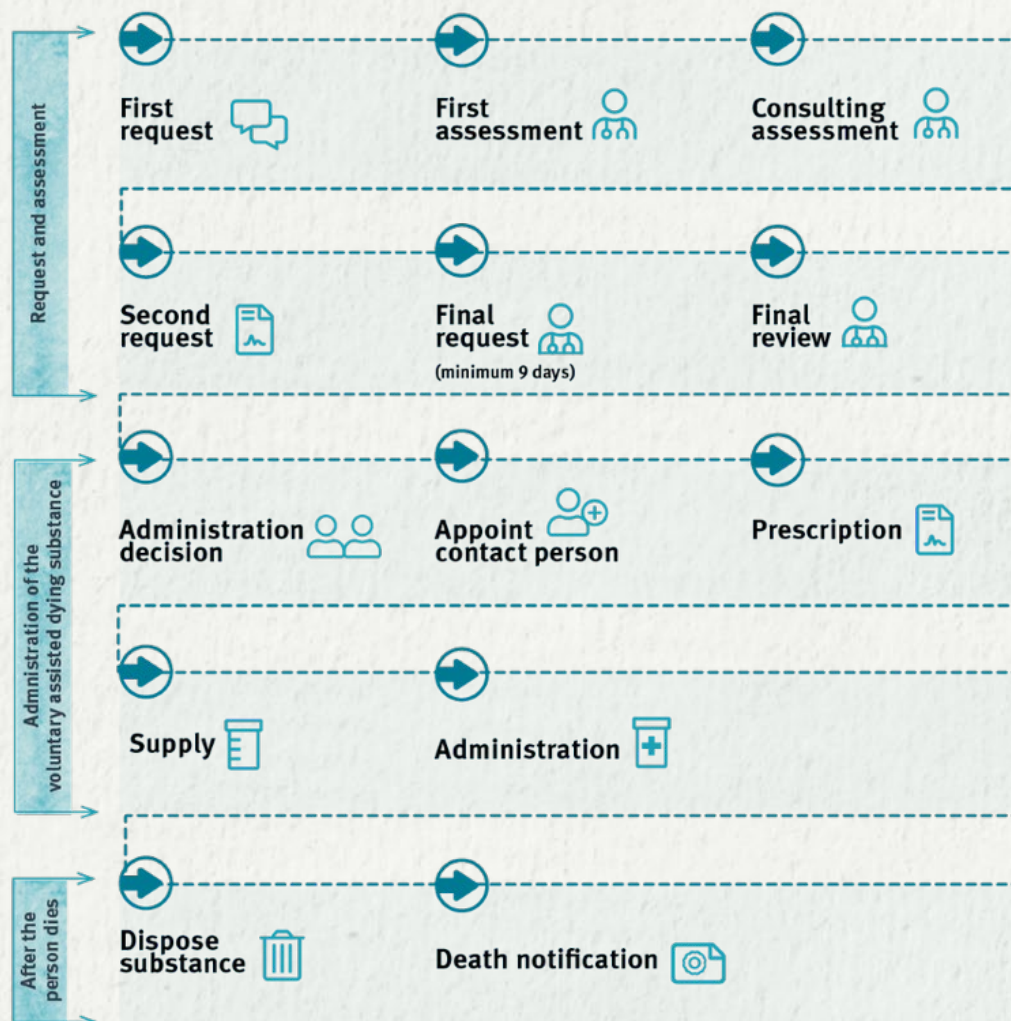 Request and assessment
First
request
First
assessment
Consulting
assessment
Second
request
Final
request
(minimum 9 days)
Final
review
Admnistration of the
voluntary assisted dying substance
Administration
decision
Appoint
contact person
Prescription
Supply
Administration
After the
person dies
Dispose
substance
Death notification